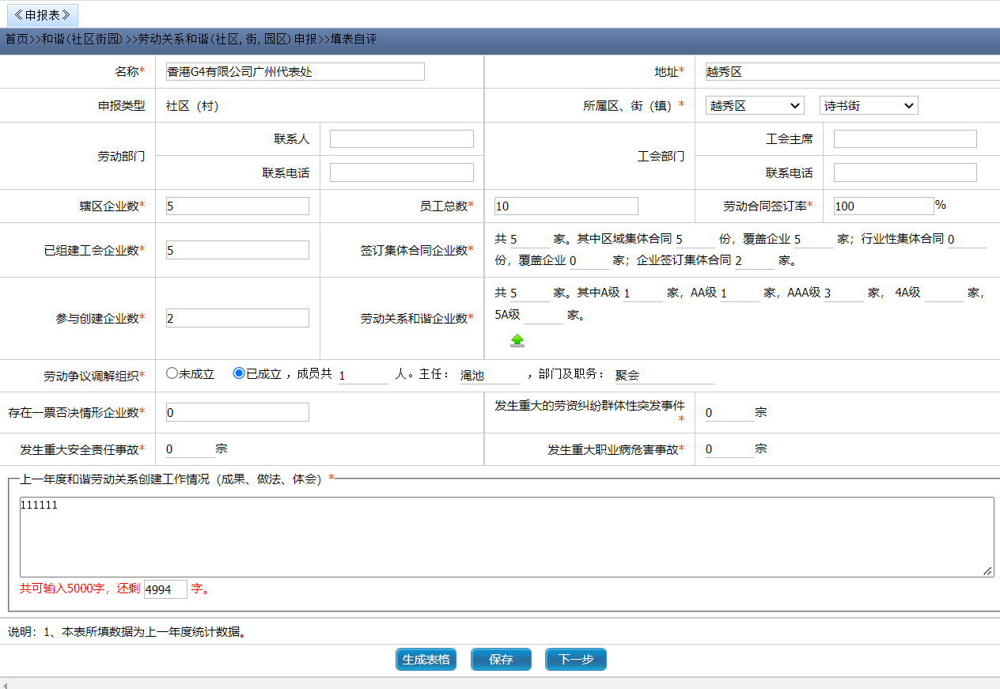 《申报表》
首页>>和谐(社区街园)>>劳动关系和谐(社区,街,园区)申报>>填表自评
名称* 香港G4有限公司广州代表处 地址* 越秀区
申报类型 社区（村） 所属区、街（镇）* 越秀区 诗书街
劳动部门 联系人 工会部门 工会主席
联系电话 联系电话
辖区企业数* 5 员工总数* 10 劳动合同签订率* 100 %
已组建工会企业数* 5 签订集体合同企业数* 共 5 家。其中区域集体合同 5 份，覆盖企业 5 家；行业性集体合同 0
份，覆盖企业 0 家；企业签订集体合同 2 家。
参与创建企业数* 2 劳动关系和谐企业数* 共 5 家。其中A级 1 家，AA级 1 家，AAA级 3 家， 4A级 家，
5A级 家。
劳动争议调解组织* 未成立 已成立 ，成员共 1 人。主任： 渑池 ，部门及职务： 聚会
存在一票否决情形企业数* 0 发生重大的劳资纠纷群体性突发事件
* 0 宗
发生重大安全责任事故* 0 宗 发生重大职业病危害事故* 0 宗
上一年度和谐劳动关系创建工作情况（成果、做法、体会）*
111111
共可输入5000字，还剩 4994 字。
说明：1、本表所填数据为上一年度统计数据。
生成表格 保存 下一步